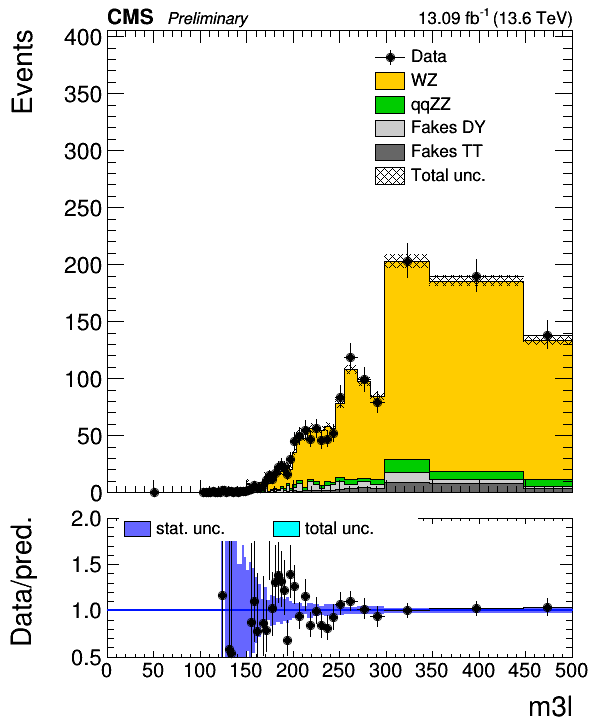 CMS Preliminary 13.09 fb⁻¹ (13.6 TeV)
Events
400
350
300
250
200
150
100
50
0
Data
WZ
qqZZ
Fakes DY
Fakes TT
Total unc.
Data/pred.
2.0
1.5
1.0
0.5
stat. unc. total unc.
0 50 100 150 200 250 300 350 400 450 500
m3l